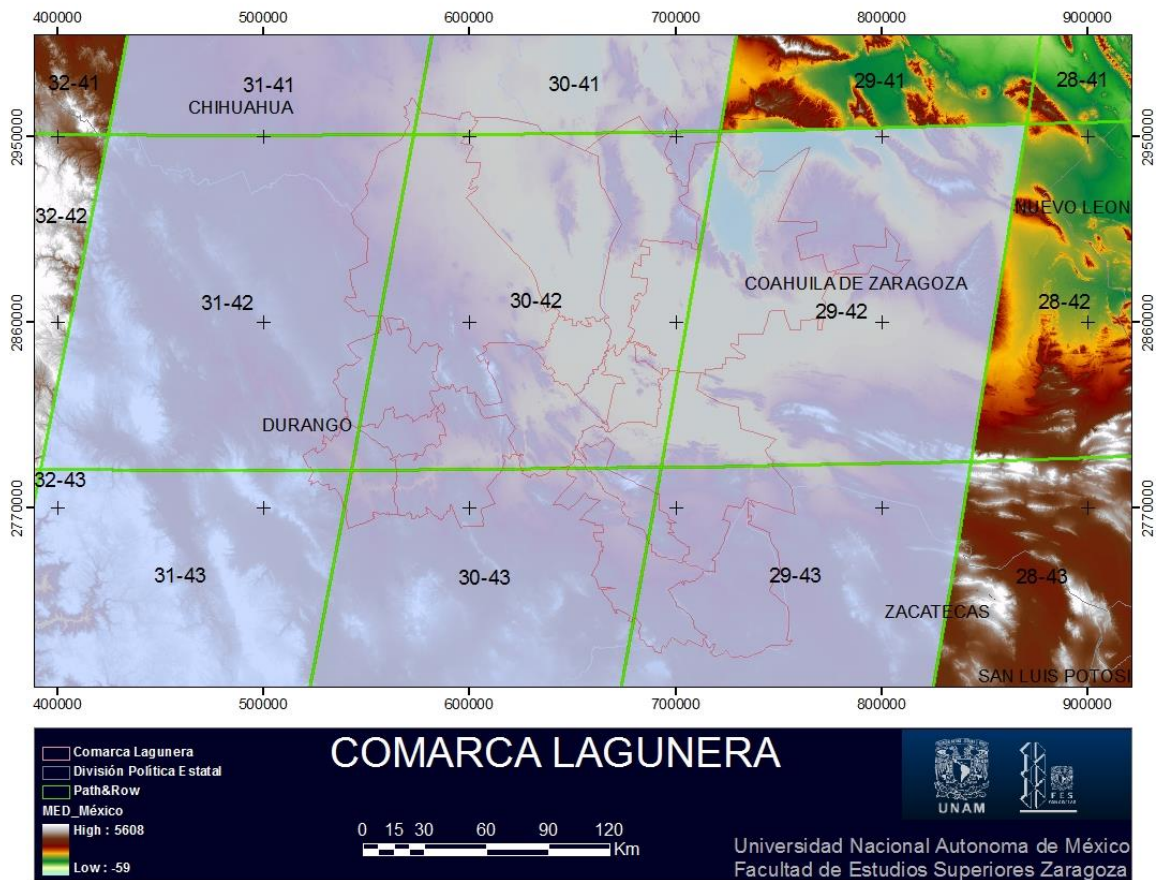 400000 500000 600000 700000 800000 900000
32-41
31-41
30-41
29-41
28-41
CHIHUAHUA
2950000
2950000
32-42
NUEVO LEON
COAHUILA DE ZARAGOZA
31-42
30-42
29-42
28-42
2860000
2860000
DURANGO
32-43
2770000
2770000
31-43
30-43
29-43
28-43
ZACATECAS
SAN LUIS POTOSI
400000 500000 600000 700000 800000 900000
Comarca Lagunera
División Política Estatal
Path&Row
MED_México
High : 5608
Low : -59
COMARCA LAGUNERA
0 15 30 60 90 120
Km
UNAM
FES
Universidad Nacional Autonoma de México
Facultad de Estudios Superiores Zaragoza